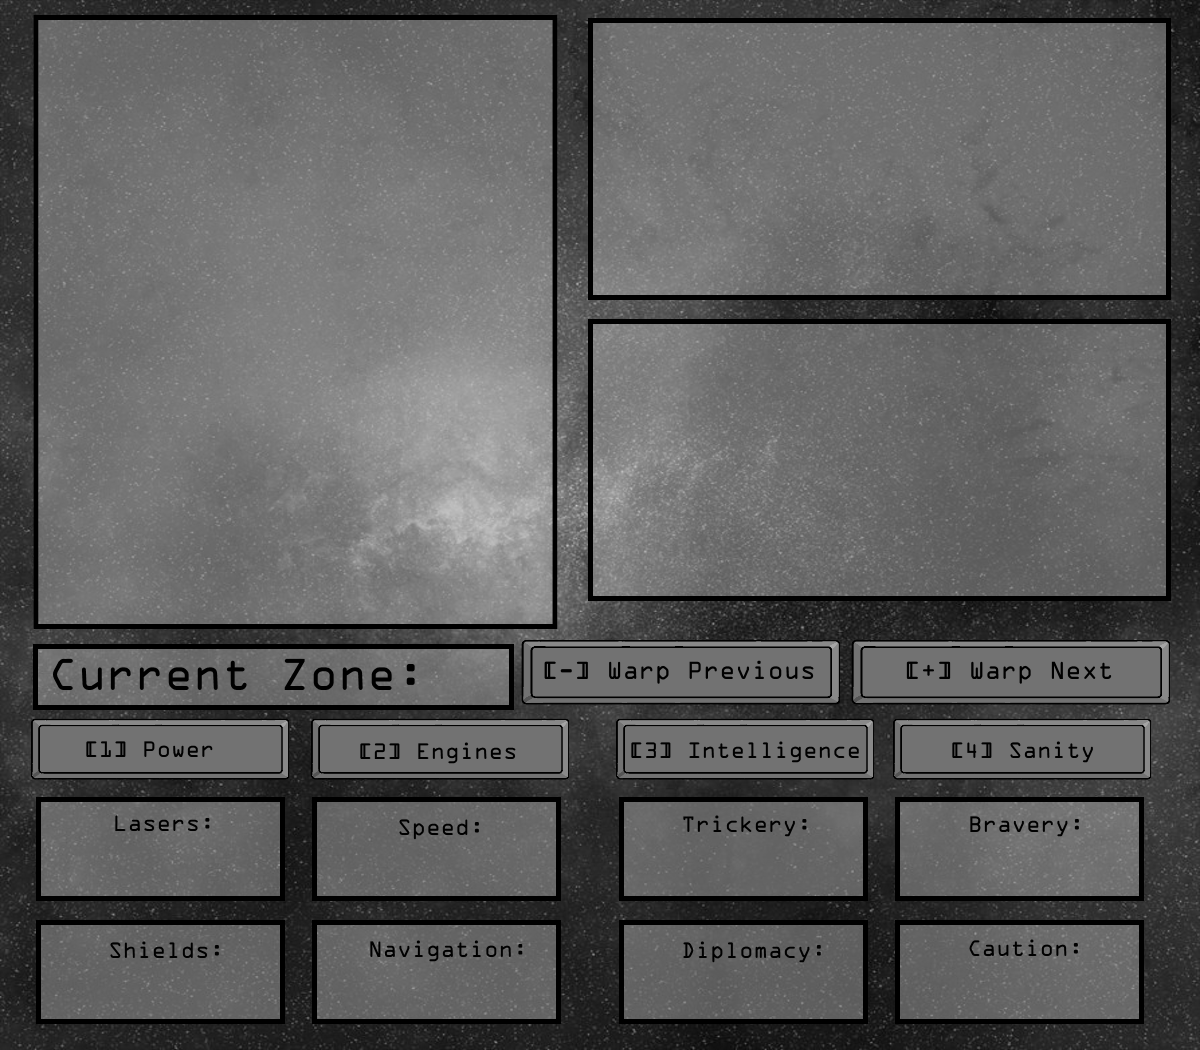 Current Zone:
[-] Warp Previous
[+] Warp Next
[1] Power
[2] Engines
[3] Intelligence
[4] Sanity
Lasers:
Speed:
Trickery:
Bravery:
Shields:
Navigation:
Diplomacy:
Caution: